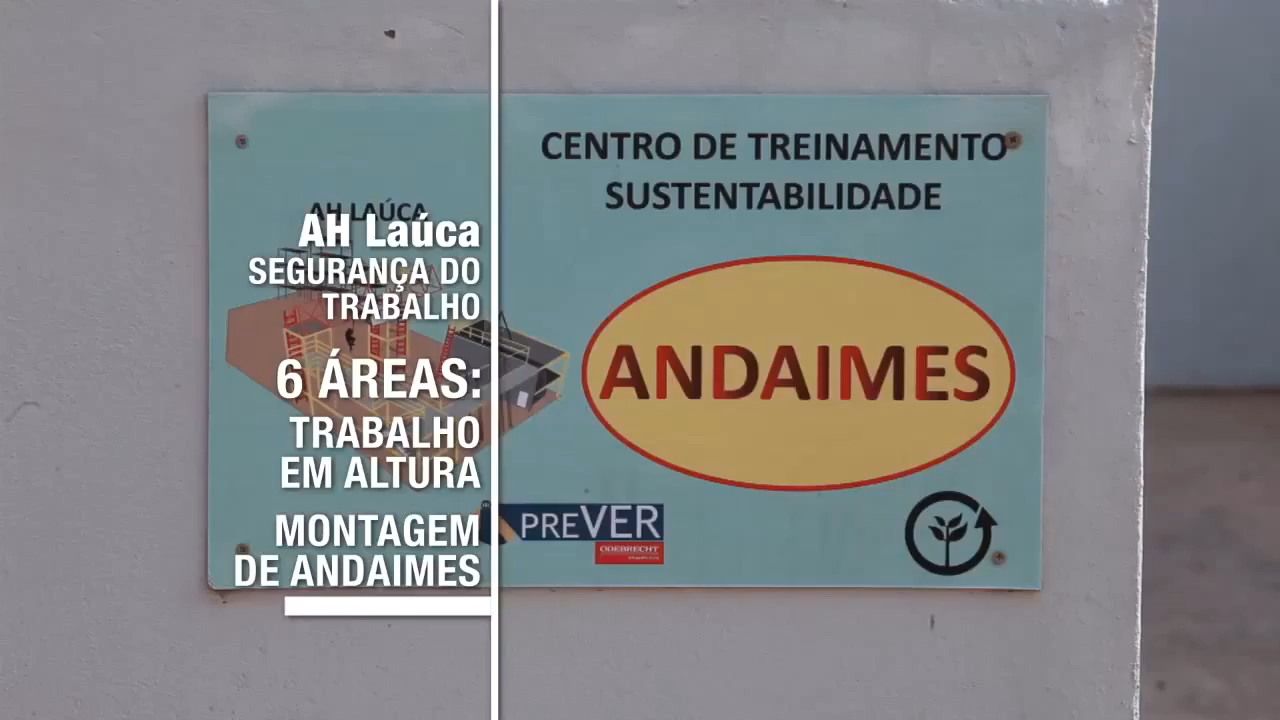 CENTRO DE TREINAMENTO
SUSTENTABILIDADE
AH LAÚCA
AH Laúca
SEGURANÇA DO
TRABALHO
6 ÁREAS:
TRABALHO
EM ALTURA
MONTAGEM
DE ANDAIMES
ANDAIMES
PREVER
ODEBRECHT